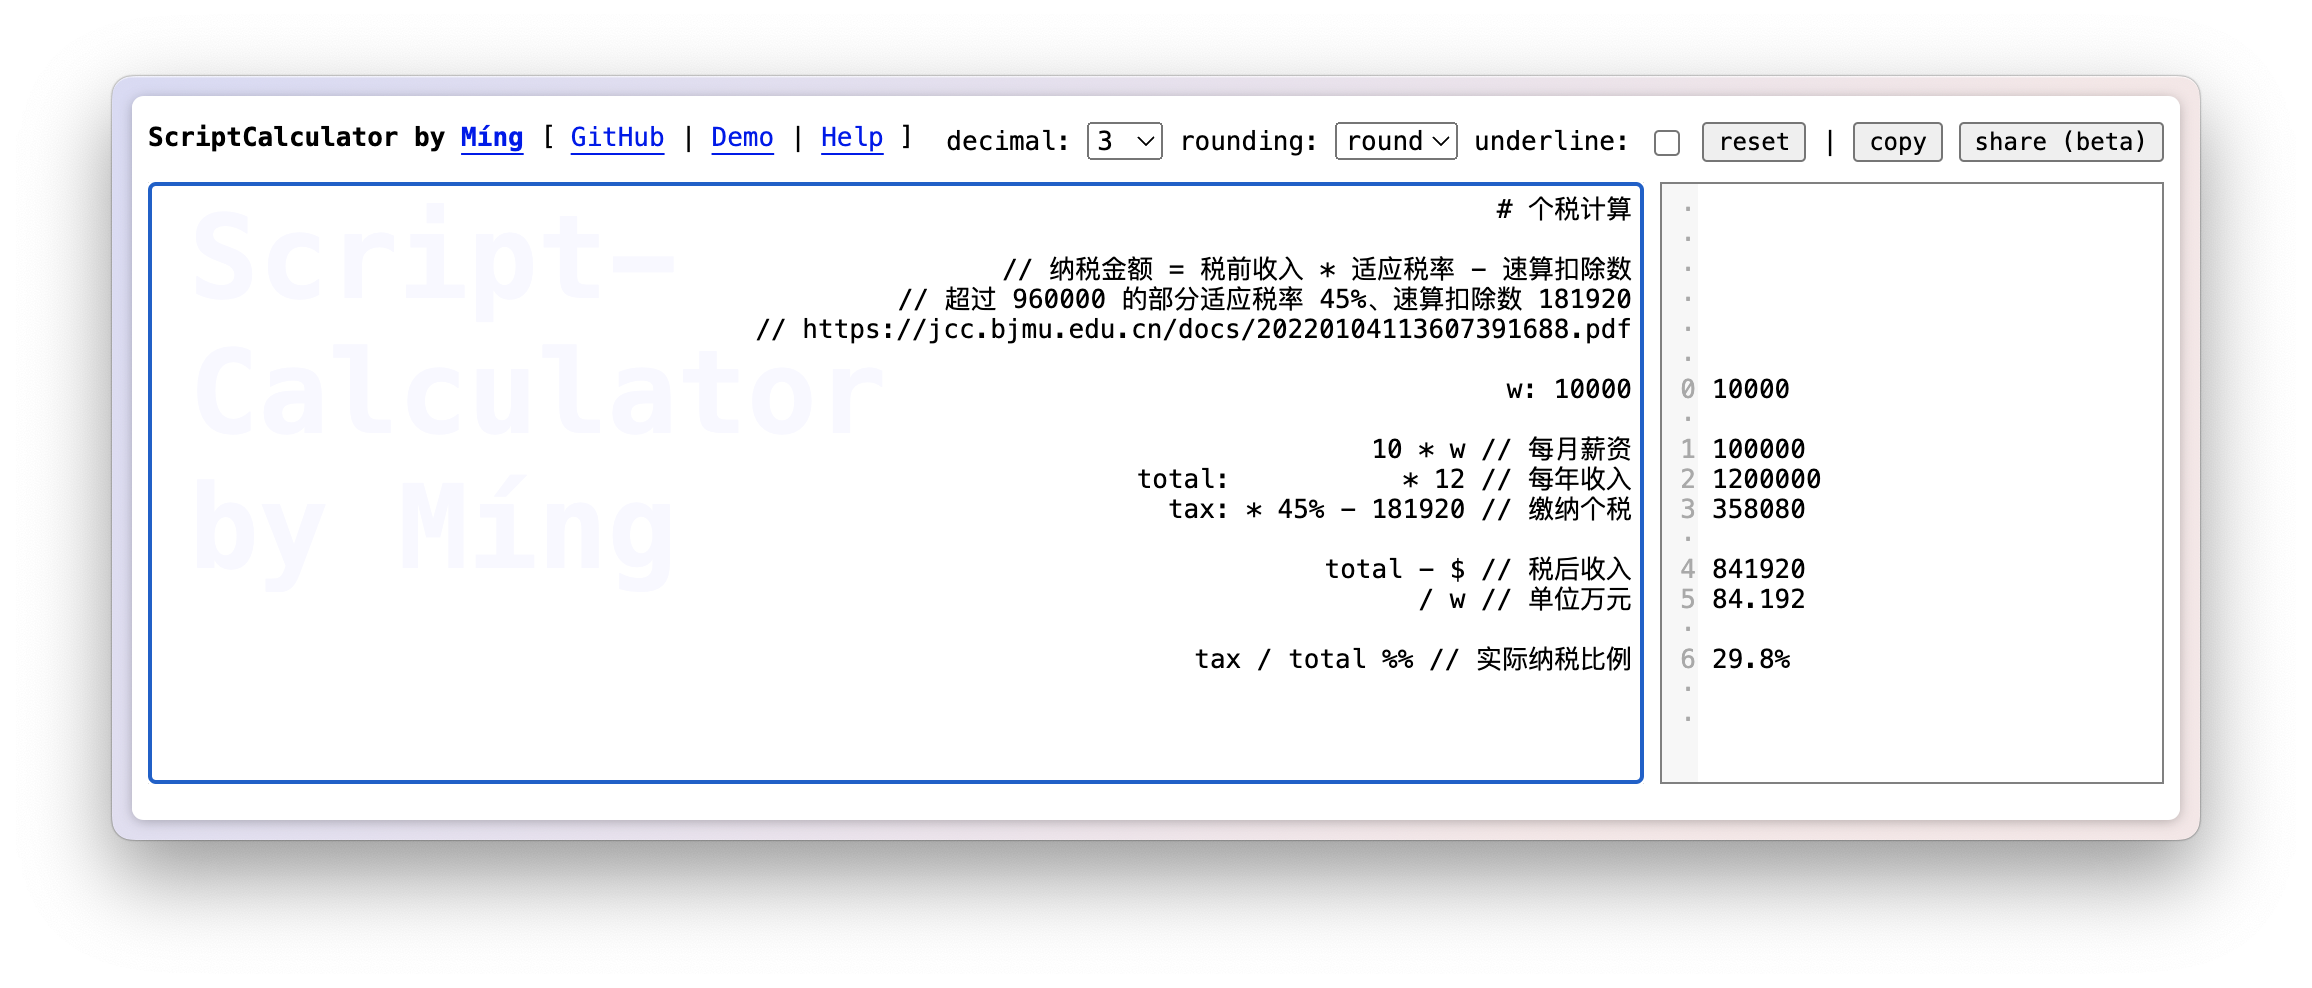 ScriptCalculator by Míng [ GitHub | Demo | Help ] decimal: 3 rounding: round underline: reset | copy share (beta)
Script-
Calculator
by Míng
# 个税计算
// 纳税金额 = 税前收入 * 适应税率 - 速算扣除数
// 超过 960000 的部分适应税率 45%、速算扣除数 181920
// https://jcc.bjmu.edu.cn/docs/20220104113607391688.pdf
w: 10000 0 10000
10 * w // 每月薪资 1 100000
total: * 12 // 每年收入 2 1200000
tax: * 45% - 181920 // 缴纳个税 3 358080
total - $ // 税后收入 4 841920
/ w // 单位万元 5 84.192
tax / total %% // 实际纳税比例 6 29.8%